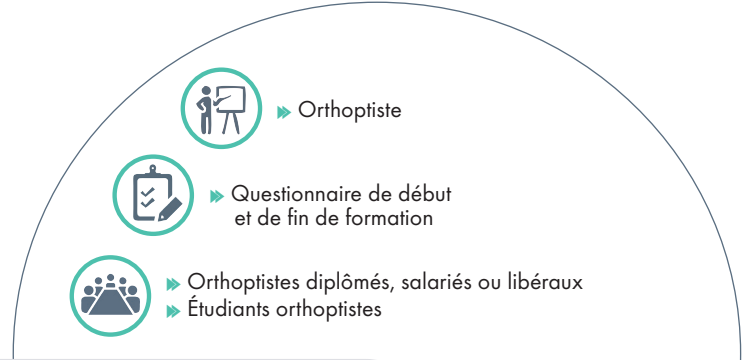 Orthoptiste
Questionnaire de début
et de fin de formation
Orthoptistes diplômés, salariés ou libéraux
Étudiants orthoptistes